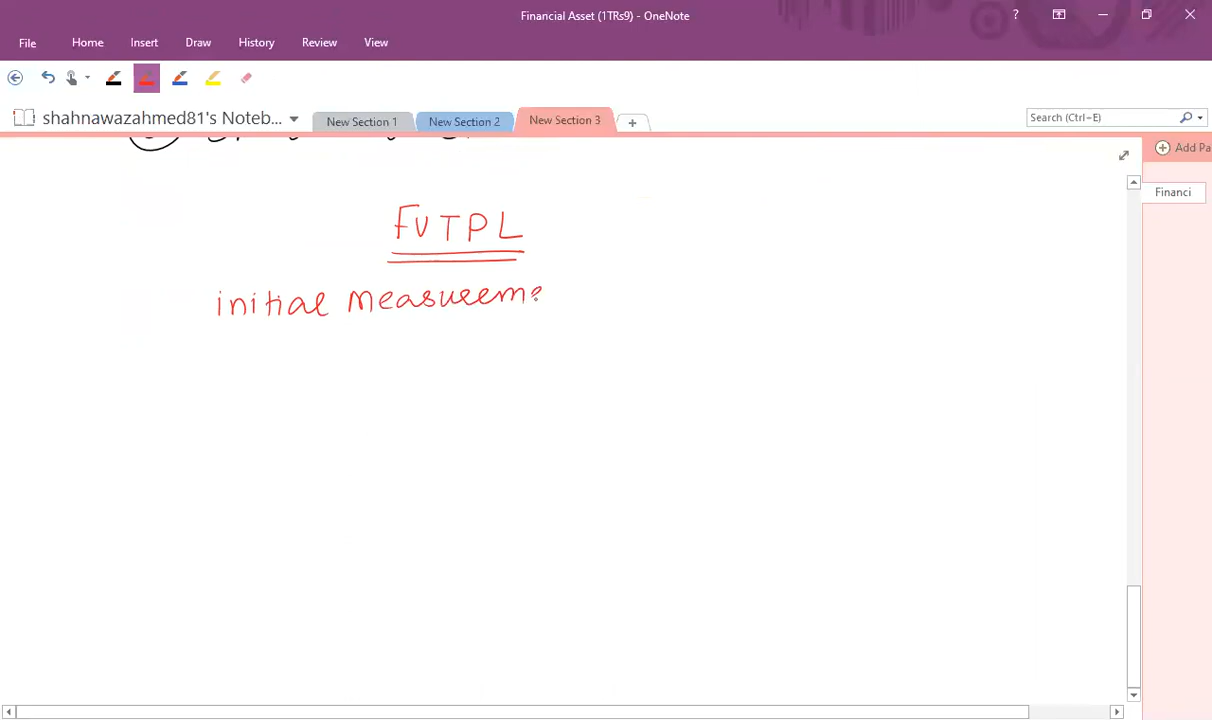 Financial Asset (1TRs9) - OneNote
?
File Home Insert Draw History Review View
shahnawazahmed81's Noteb... New Section 1 New Section 2 New Section 3 + Search (Ctrl-E)
Add Pa
Financi
FVTPL
initial Measureme